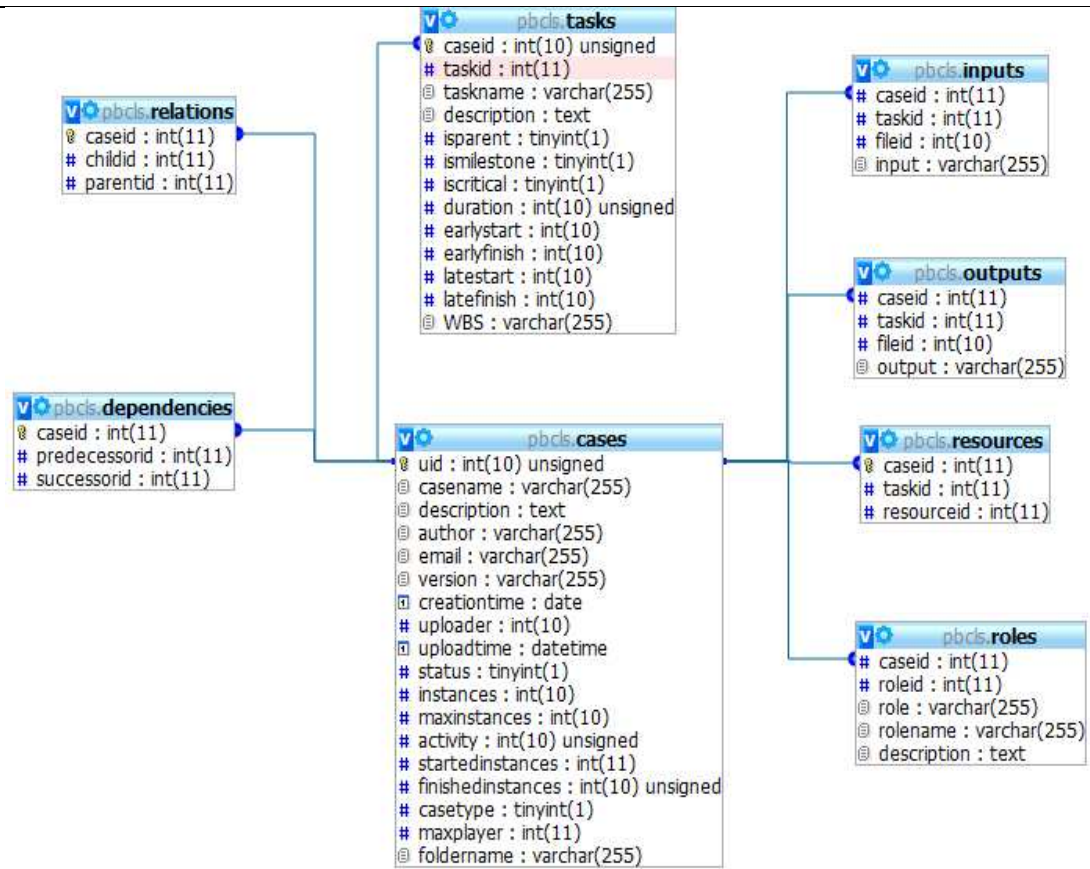 pbcls.tasks
caseid : int(10) unsigned
taskid : int(11)
taskname : varchar(255)
description : text
isparent : tinyint(1)
ismilestone : tinyint(1)
iscritical : tinyint(1)
duration : int(10) unsigned
earlystart : int(10)
earlyfinish : int(10)
latestart : int(10)
latefinish : int(10)
WBS : varchar(255)
pbcls.relations
caseid : int(11)
childid : int(11)
parentid : int(11)
pbcls.inputs
caseid : int(11)
taskid : int(11)
fileid : int(10)
input : varchar(255)
pbcls.outputs
caseid : int(11)
taskid : int(11)
fileid : int(10)
output : varchar(255)
pbcls.dependencies
caseid : int(11)
predecessorid : int(11)
successorid : int(11)
pbcls.cases
uid : int(10) unsigned
casename : varchar(255)
description : text
author : varchar(255)
email : varchar(255)
version : varchar(255)
creationtime : date
uploader : int(10)
uploadtime : datetime
status : tinyint(1)
instances : int(10)
maxinstances : int(10)
activity : int(10) unsigned
startedinstances : int(11)
finishedinstances : int(10) unsigned
casetype : tinyint(1)
maxplayer : int(11)
foldername : varchar(255)
pbcls.resources
caseid : int(11)
taskid : int(11)
resourceid : int(11)
pbcls.roles
caseid : int(11)
roleid : int(11)
role : varchar(255)
rolename : varchar(255)
description : text